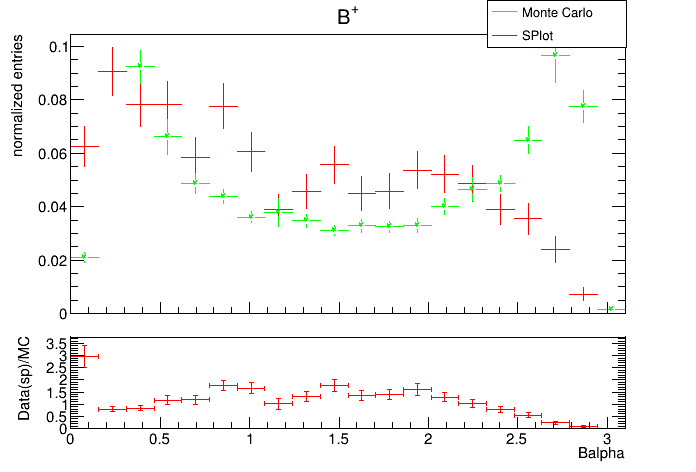 B+
Monte Carlo
SPlot
normalized entries
0.1
0.08
0.06
0.04
0.02
0
Data(sp)/MC
3.5
3
2.5
2
1.5
1
0.5
0
0 0.5 1 1.5 2 2.5 3
Balpha